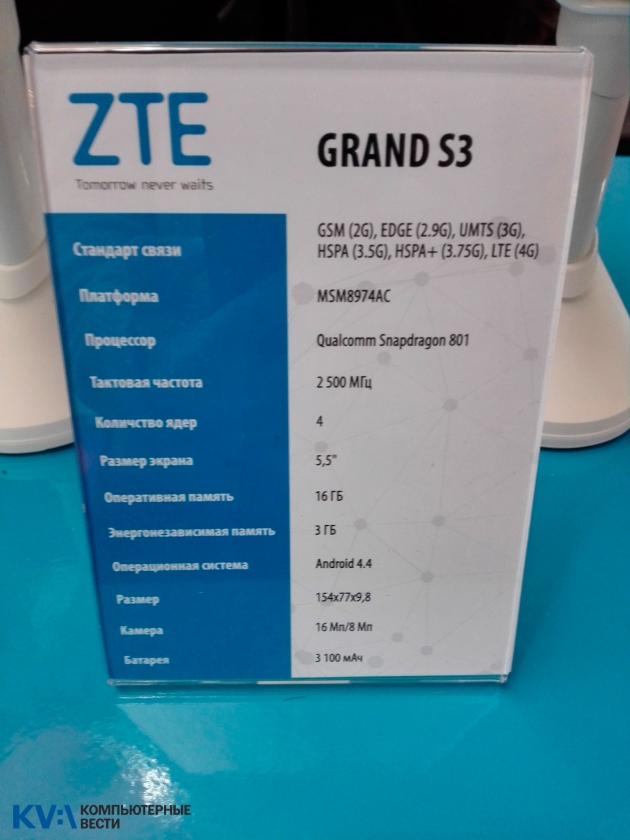 ZTE
Tomorrow never waits
GRAND S3
Стандарт связи
GSM (2G), EDGE (2.9G), UMTS (3G),
HSPA (3.5G), HSPA+ (3.75G), LTE (4G)
Платформа MSM8974AC
Процессор Qualcomm Snapdragon 801
Тактовая частота 2 500 МГц
Количество ядер 4
Размер экрана 5,5"
Оперативная память 16 ГБ
Энергонезависимая память 3 ГБ
Операционная система Android 4.4
Размер 154x77x9,8
Камера 16 Мп/8 Мп
Батарея 3 100 мАч
KV:\ КОМПЬЮТЕРНЫЕ
ВЕСТИ